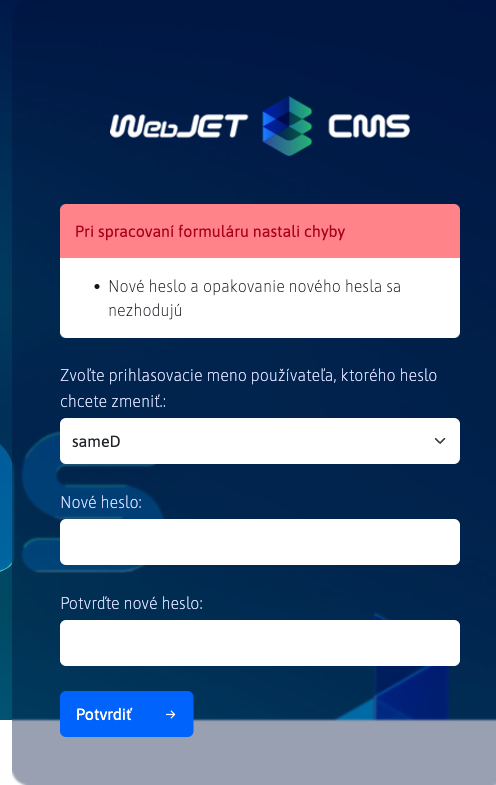 WebJET CMS
Pri spracovaní formuláru nastali chyby
Nové heslo a opakovanie nového hesla sa
nezhodujú
Zvoľte prihlasovacie meno používateľa, ktorého heslo
chcete zmeniť.:
sameD
Nové heslo:
Potvrďte nové heslo:
Potvrdiť